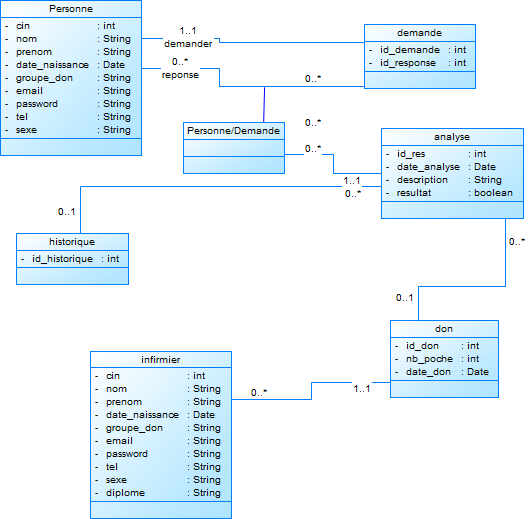 Personne
- cin : int
- nom : String
- prenom : String
- date_naissance : Date
- groupe_don : String
- email : String
- password : String
- tel : String
- sexe : String
1..1
demander
0..*
reponse
demande
- id_demande : int
- id_response : int
0..*
Personne/Demande
0..*
0..*
analyse
- id_res : int
- date_analyse : Date
- description : String
- resultat : boolean
1..1
0..*
0..1
historique
- id_historique : int
0..*
0..1
don
- id_don : int
- nb_poche : int
- date_don : Date
infirmier
- cin : int
- nom : String
- prenom : String
- date_naissance : Date
- groupe_don : String
- email : String
- password : String
- tel : String
- sexe : String
- diplome : String
0..*
1..1